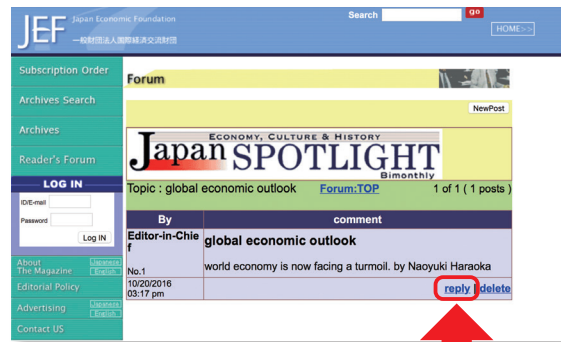 JEF Japan Economic Foundation
一般財団法人国際経済交流財団
Search GO
HOME>>
Subscription Order
Archives Search
Archives
Reader's Forum
LOG IN
ID/E-mail
Password
Log IN
About
The Magazine
Japanese
English
Editorial Policy
Advertising
Japanese
English
Contact US
Forum
NewPost
ECONOMY, CULTURE & HISTORY
Japan SPOTLIGHT
Bimonthly
Topic : global economic outlook Forum:TOP 1 of 1 ( 1 posts )
By comment
Editor-in-Chie
f
global economic outlook
No.1
world economy is now facing a turmoil. by Naoyuki Haraoka
10/20/2016
03:17 pm
reply | delete